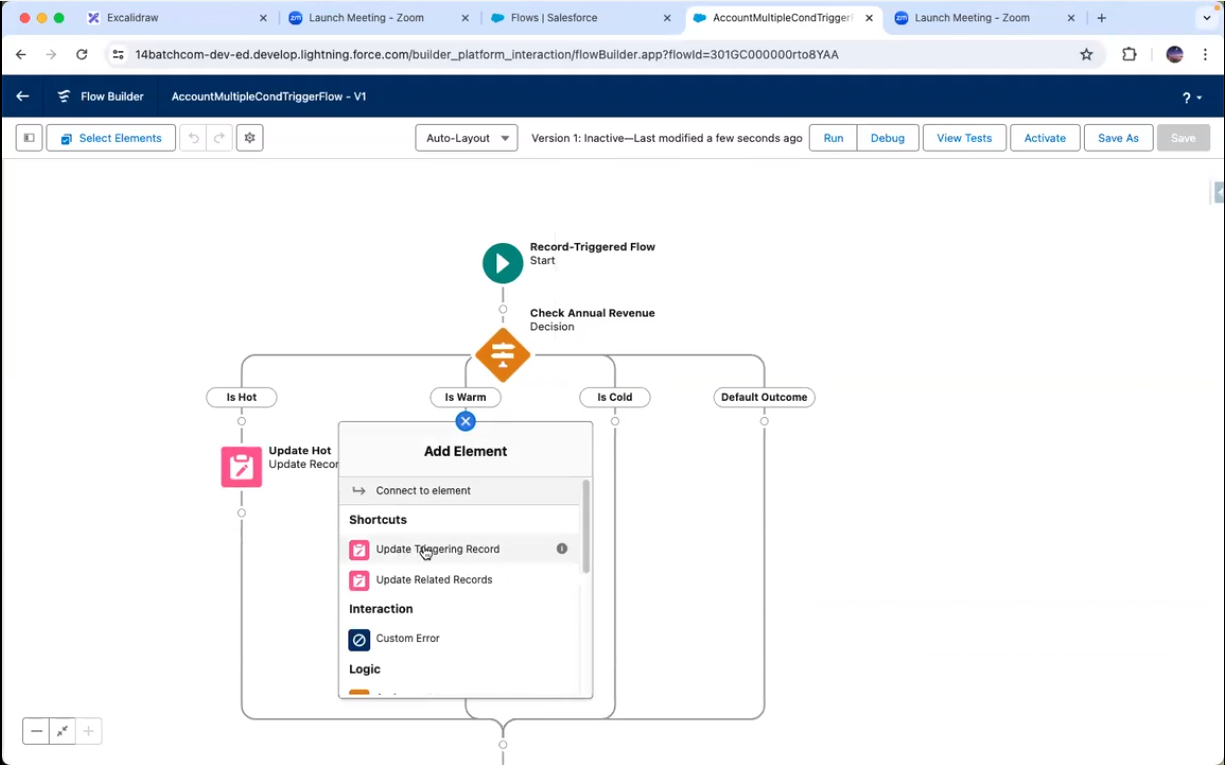 Excalidraw
Launch Meeting - Zoom
Flows | Salesforce
AccountMultipleCondTriggerF
Launch Meeting - Zoom
14batchcom-dev-ed.develop.lightning.force.com/builder_platform_interaction/flowBuilder.app?flowId=301GC000000rto8YAA
Flow Builder
AccountMultipleCondTriggerFlow - V1
?
Select Elements
Auto-Layout
Version 1: Inactive—Last modified a few seconds ago
Run
Debug
View Tests
Activate
Save As
Save
Record-Triggered Flow
Start
Check Annual Revenue
Decision
Is Hot
Is Warm
Is Cold
Default Outcome
Update Hot
Update Recor
Add Element
Connect to element
Shortcuts
Update Triggering Record
Update Related Records
Interaction
Custom Error
Logic